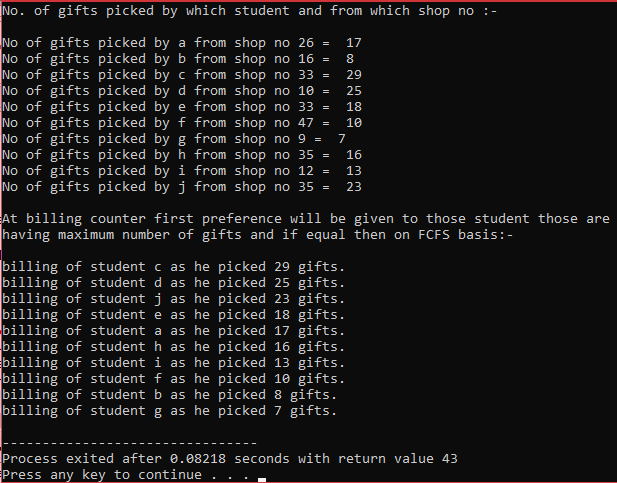 No. of gifts picked by which student and from which shop no :-
No of gifts picked by a from shop no 26 =  17
No of gifts picked by b from shop no 16 =  8
No of gifts picked by c from shop no 33 =  29
No of gifts picked by d from shop no 10 =  25
No of gifts picked by e from shop no 33 =  18
No of gifts picked by f from shop no 47 =  10
No of gifts picked by g from shop no 9 =  7
No of gifts picked by h from shop no 35 =  16
No of gifts picked by i from shop no 12 =  13
No of gifts picked by j from shop no 35 =  23
At billing counter first preference will be given to those student those are
having maximum number of gifts and if equal then on FCFS basis:-
billing of student c as he picked 29 gifts.
billing of student d as he picked 25 gifts.
billing of student j as he picked 23 gifts.
billing of student e as he picked 18 gifts.
billing of student a as he picked 17 gifts.
billing of student h as he picked 16 gifts.
billing of student i as he picked 13 gifts.
billing of student f as he picked 10 gifts.
billing of student b as he picked 8 gifts.
billing of student g as he picked 7 gifts.
--------------------------------
Process exited after 0.08218 seconds with return value 43
Press any key to continue . . .